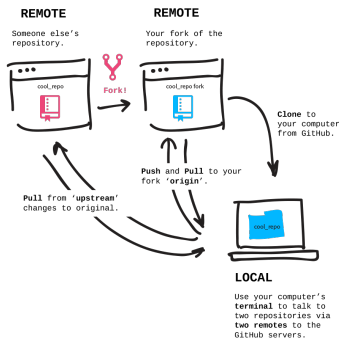 REMOTE
Someone else's
repository.
cool_repo
Fork!
REMOTE
Your fork of the
repository.
cool_repo fork
Clone to
your computer
from GitHub.
Push and Pull to your
fork ‘origin’.
Pull from ‘upstream’
changes to original.
cool_repo
LOCAL
Use your computer's
terminal to talk to
two repositories via
two remotes to the
GitHub servers.